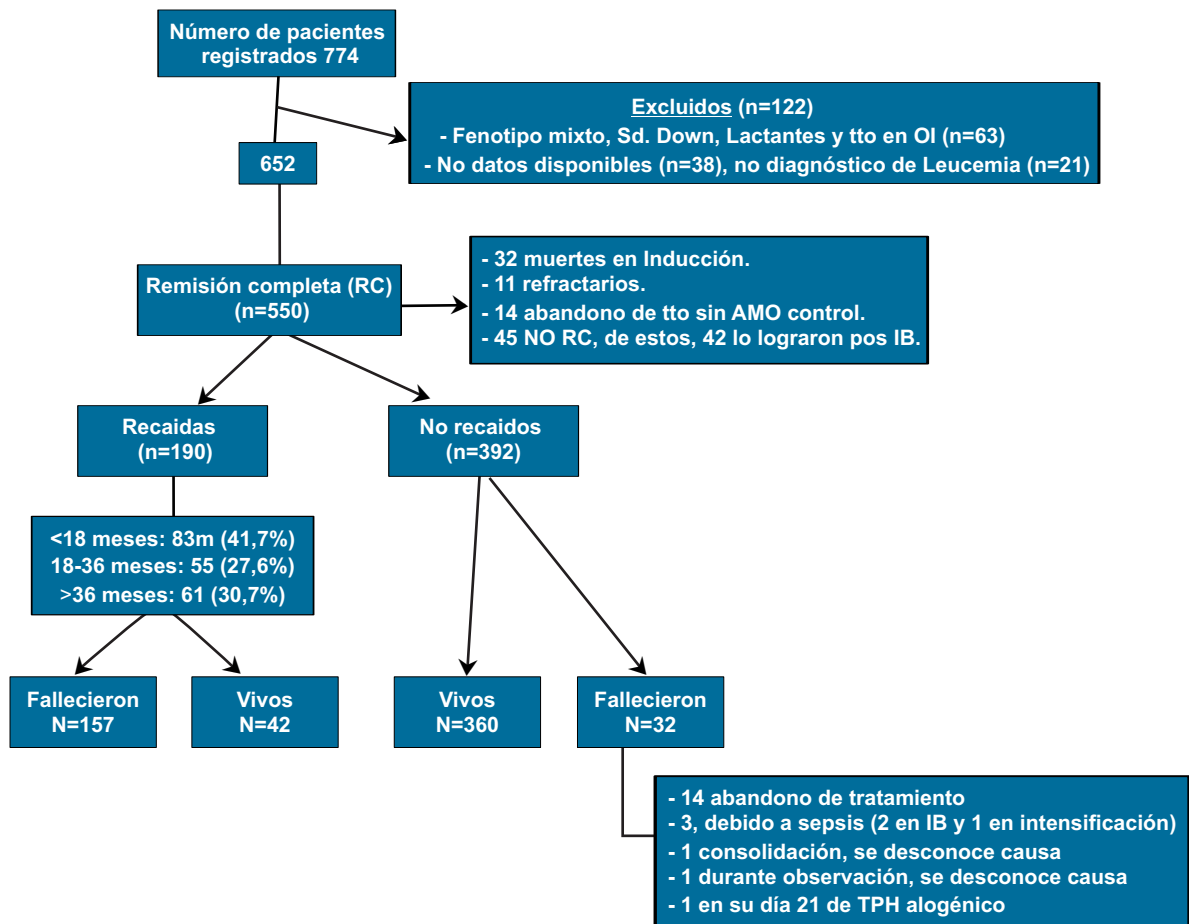 Número de pacientes
registrados 774
Excluidos (n=122)
- Fenotipo mixto, Sd. Down, Lactantes y tto en OI (n=63)
- No datos disponibles (n=38), no diagnóstico de Leucemia (n=21)
652
Remisión completa (RC)
(n=550)
- 32 muertes en Inducción.
- 11 refractarios.
- 14 abandono de tto sin AMO control.
- 45 NO RC, de estos, 42 lo lograron pos IB.
Recaidas
(n=190)
No recaidos
(n=392)
<18 meses: 83m (41,7%)
18-36 meses: 55 (27,6%)
>36 meses: 61 (30,7%)
Fallecieron
N=157
Vivos
N=42
Vivos
N=360
Fallecieron
N=32
- 14 abandono de tratamiento
- 3, debido a sepsis (2 en IB y 1 en intensificación)
- 1 consolidación, se desconoce causa
- 1 durante observación, se desconoce causa
- 1 en su día 21 de TPH alogénico